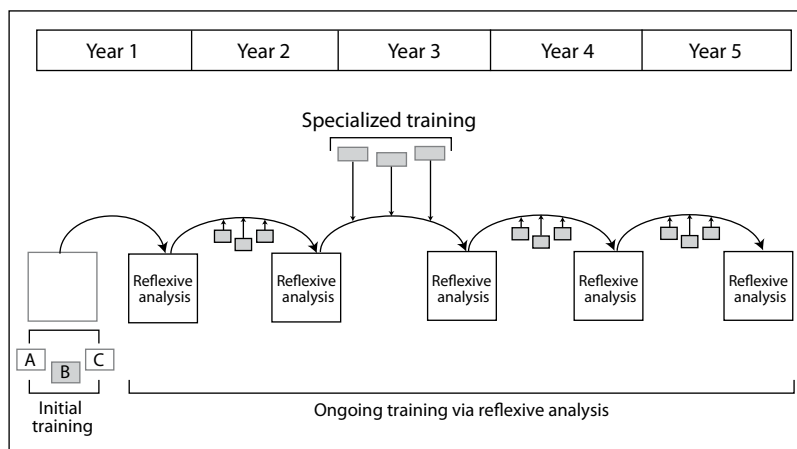 Year 1 Year 2 Year 3 Year 4 Year 5
Specialized training
Reflexive
analysis
Reflexive
analysis
Reflexive
analysis
Reflexive
analysis
Reflexive
analysis
A
B
C
Initial
training
Ongoing training via reflexive analysis